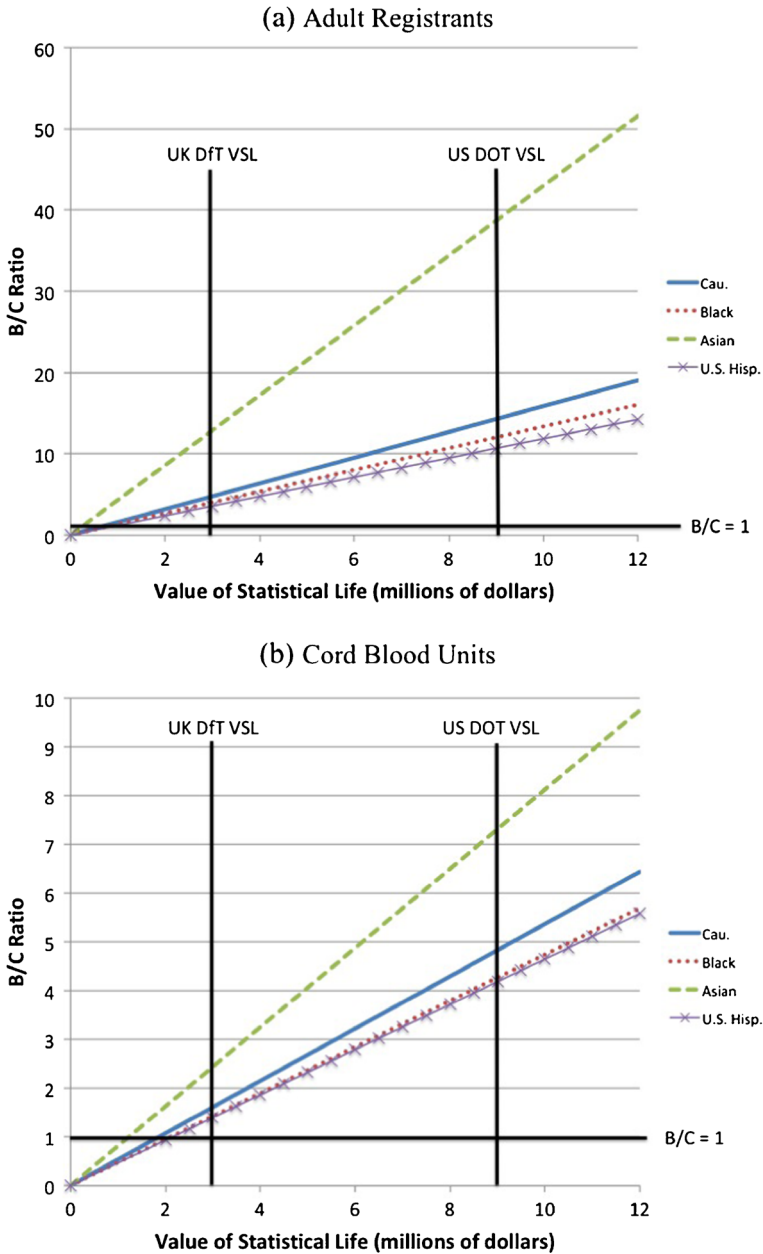 (a) Adult Registrants
60
50
40
30
20
10
0
B/C Ratio
UK DfT VSL
US DOT VSL
Cau.
Black
Asian
U.S. Hisp.
B/C = 1
0 2 4 6 8 10 12
Value of Statistical Life (millions of dollars)
(b) Cord Blood Units
10
9
8
7
6
5
4
3
2
1
0
B/C Ratio
UK DfT VSL
US DOT VSL
Cau.
Black
Asian
U.S. Hisp.
B/C = 1
0 2 4 6 8 10 12
Value of Statistical Life (millions of dollars)